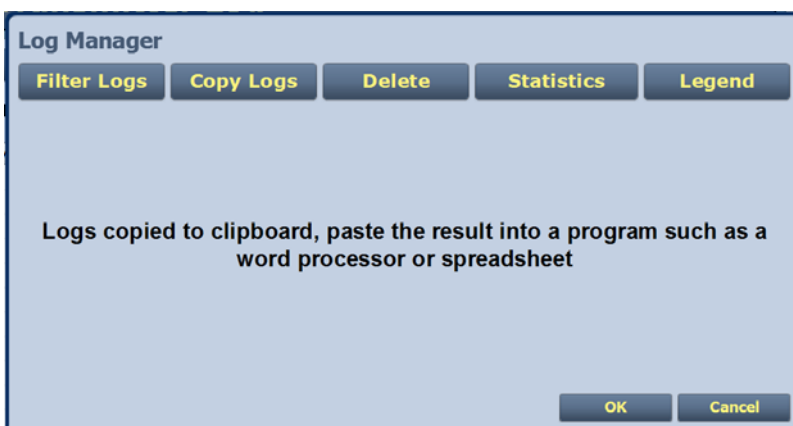 Log Manager
Filter Logs Copy Logs Delete Statistics Legend
Logs copied to clipboard, paste the result into a program such as a
word processor or spreadsheet
OK Cancel